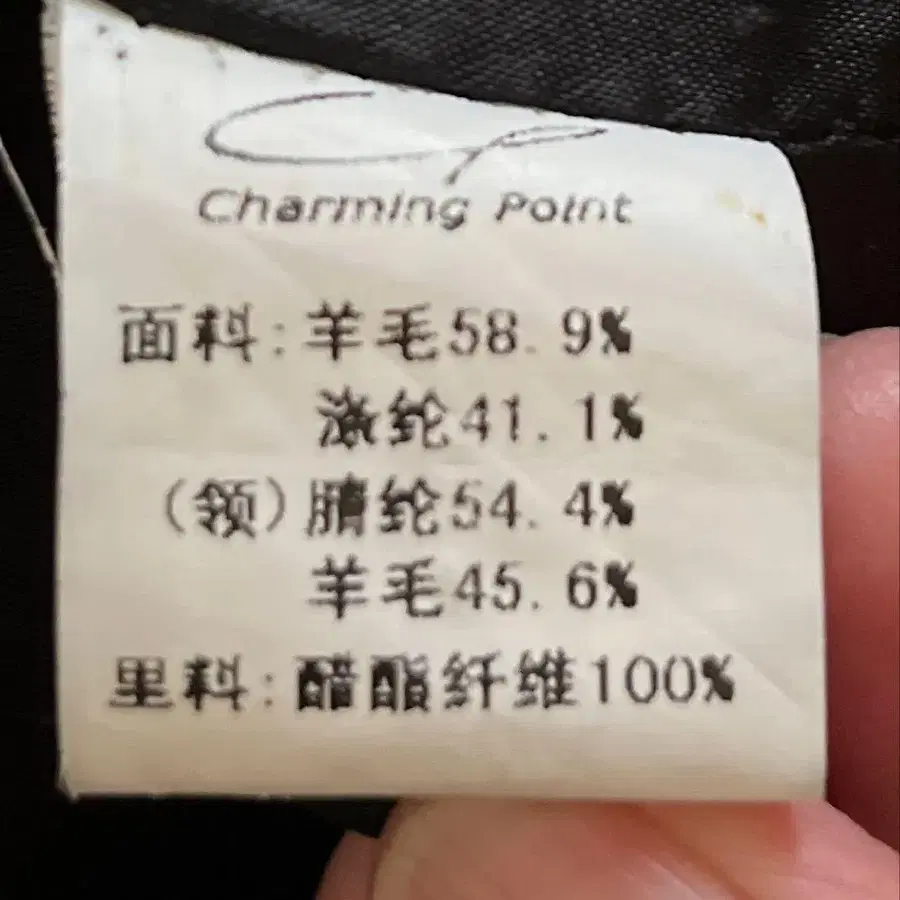 Charming Point
面料:羊毛58.9%
涤纶41.1%
(领)腈纶54.4%
羊毛45.6%
里料:醋酯纤维100%